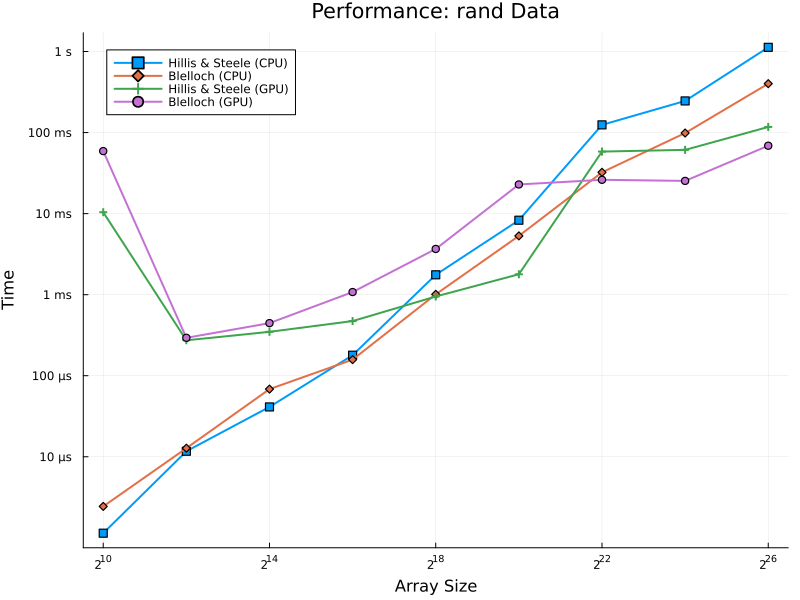 Performance: rand Data
Hillis & Steele (CPU)
Blelloch (CPU)
Hillis & Steele (GPU)
Blelloch (GPU)
1 s
100 ms
10 ms
1 ms
100 μs
10 μs
Time
2^10 2^14 2^18 2^22 2^26
Array Size